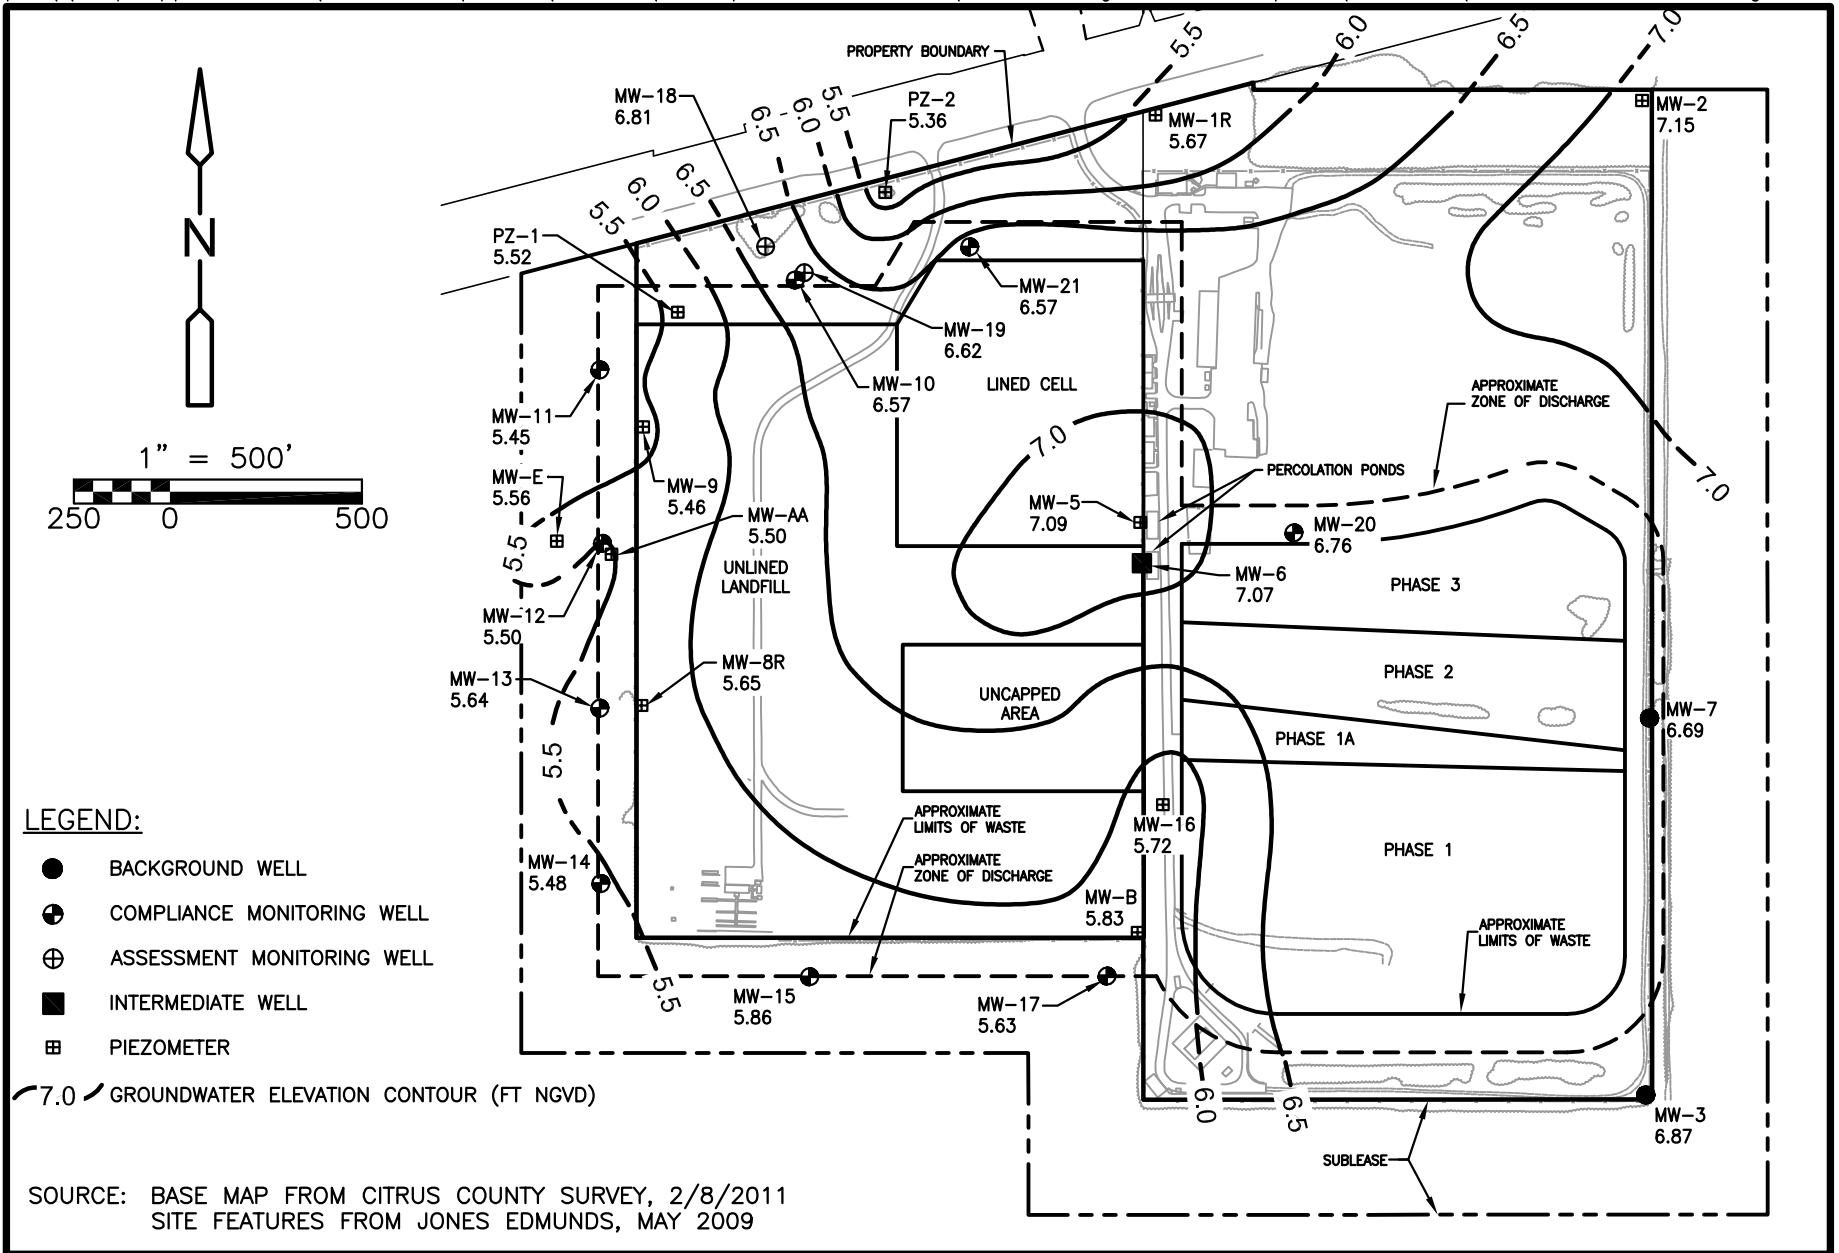 PROPERTY BOUNDARY
5.5
6.0
6.5
7.0
MW-18
6.81
6.5
6.0
5.5
PZ-2
5.36
MW-1R
5.67
MW-2
7.15
N
5.5
6.0
6.5
PZ-1
5.52
MW-21
6.57
MW-19
6.62
MW-10
6.57
LINED CELL
APPROXIMATE
ZONE OF DISCHARGE
MW-11
5.45
7.0
1" = 500'
250 0 500
PERCOLATION PONDS
7.0
MW-E
5.56
MW-9
5.46
MW-5
7.09
MW-AA
5.50
MW-20
6.76
5.5
UNLINED
LANDFILL
MW-6
7.07
PHASE 3
MW-12
5.50
MW-8R
5.65
MW-13
5.64
PHASE 2
UNCAPPED
AREA
MW-7
6.69
PHASE 1A
5.5
LEGEND:
BACKGROUND WELL
COMPLIANCE MONITORING WELL
ASSESSMENT MONITORING WELL
INTERMEDIATE WELL
PIEZOMETER
7.0 GROUNDWATER ELEVATION CONTOUR (FT NGVD)
APPROXIMATE
LIMITS OF WASTE
MW-16
5.72
PHASE 1
MW-14
5.48
APPROXIMATE
ZONE OF DISCHARGE
MW-B
5.83
APPROXIMATE
LIMITS OF WASTE
5.5
MW-15
5.86
MW-17
5.63
6.0
6.5
MW-3
6.87
SUBLEASE
SOURCE: BASE MAP FROM CITRUS COUNTY SURVEY, 2/8/2011
SITE FEATURES FROM JONES EDMUNDS, MAY 2009